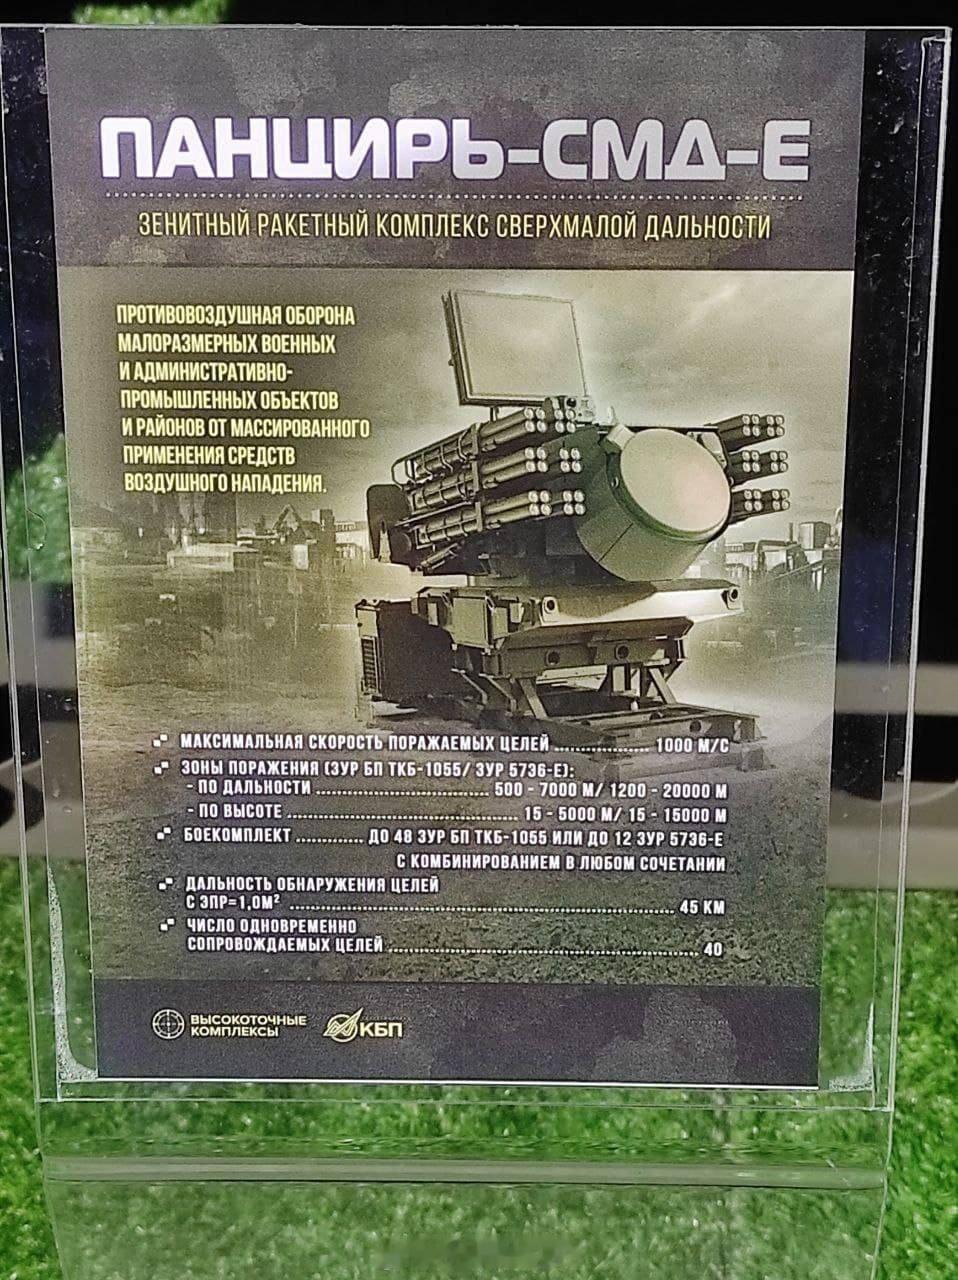 ПАНЦИРЬ-СМД-Е
ЗЕНИТНЫЙ РАКЕТНЫЙ КОМПЛЕКС СВЕРХМАЛОЙ ДАЛЬНОСТИ
ПРОТИВОВОЗДУШНАЯ ОБОРОНА
МАЛОРАЗМЕРНЫХ ВОЕННЫХ
И АДМИНИСТРАТИВНО-
ПРОМЫШЛЕННЫХ ОБЪЕКТОВ
И РАЙОНОВ ОТ МАССИРОВАННОГО
ПРИМЕНЕНИЯ СРЕДСТВ
ВОЗДУШНОГО НАПАДЕНИЯ.
МАКСИМАЛЬНАЯ СКОРОСТЬ ПОРАЖАЕМЫХ ЦЕЛЕЙ .................. 1000 М/С
ЗОНЫ ПОРАЖЕНИЯ (ЗУР БП ТКБ-1055/ ЗУР 57Э6-Е):
- ПО ДАЛЬНОСТИ .................................. 500 - 7000 М/ 1200 - 20000 М
- ПО ВЫСОТЕ ............................................. 15 - 5000 М/ 15 - 15000 М
БОЕКОМПЛЕКТ ............. ДО 48 ЗУР БП ТКБ-1055 ИЛИ ДО 12 ЗУР 57Э6-Е
С КОМБИНИРОВАНИЕМ В ЛЮБОМ СОЧЕТАНИИ
ДАЛЬНОСТЬ ОБНАРУЖЕНИЯ ЦЕЛЕЙ
С ЭПР=1,0М² .......................................................................... 45 КМ
ЧИСЛО ОДНОВРЕМЕННО
СОПРОВОЖДАЕМЫХ ЦЕЛЕЙ ............................................................ 40
ВЫСОКОТОЧНЫЕ
КОМПЛЕКСЫ
КБП